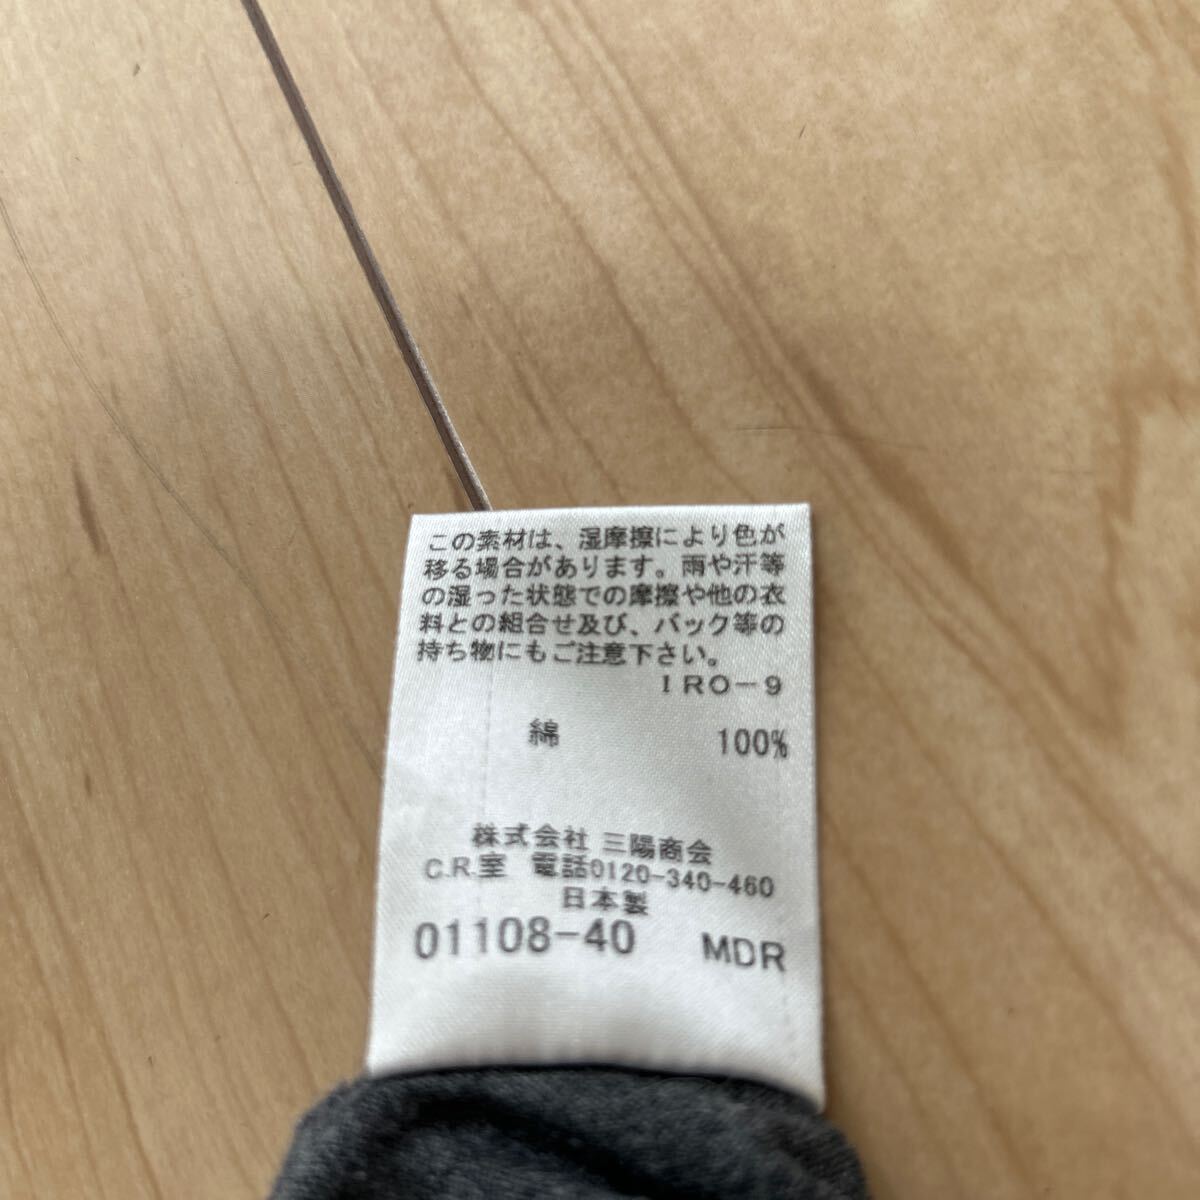 この素材は、湿摩擦により色が
移る場合があります。雨や汗等
の湿った状態での摩擦や他の衣
料との組合せ及び、バック等の
持ち物にもご注意下さい。
IRO-9
綿 100%
株式会社 三陽商会
C.R.室 電話0120-340-460
日本製
01108-40 MDR